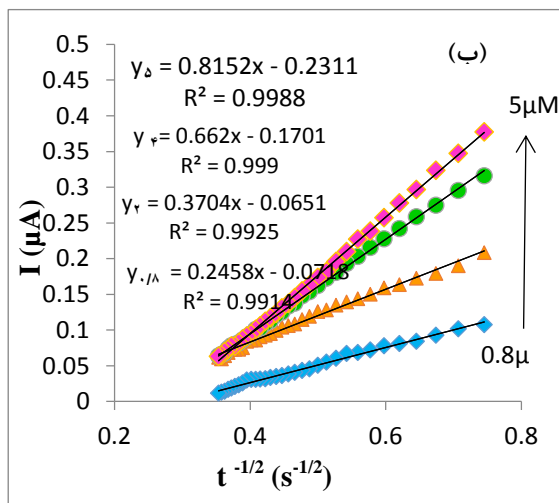 (ب)
y۵ = 0.8152x - 0.2311
R² = 0.9988
y ۴ = 0.662x - 0.1701
R² = 0.999
y۲ = 0.3704x - 0.0651
R² = 0.9925
y۰/۸ = 0.2458x - 0.0718
R² = 0.9914
5µM
0.8µ
I (µA)
0.5
0.45
0.4
0.35
0.3
0.25
0.2
0.15
0.1
0.05
0
0.2 0.4 0.6 0.8
t -1/2 (s-1/2)